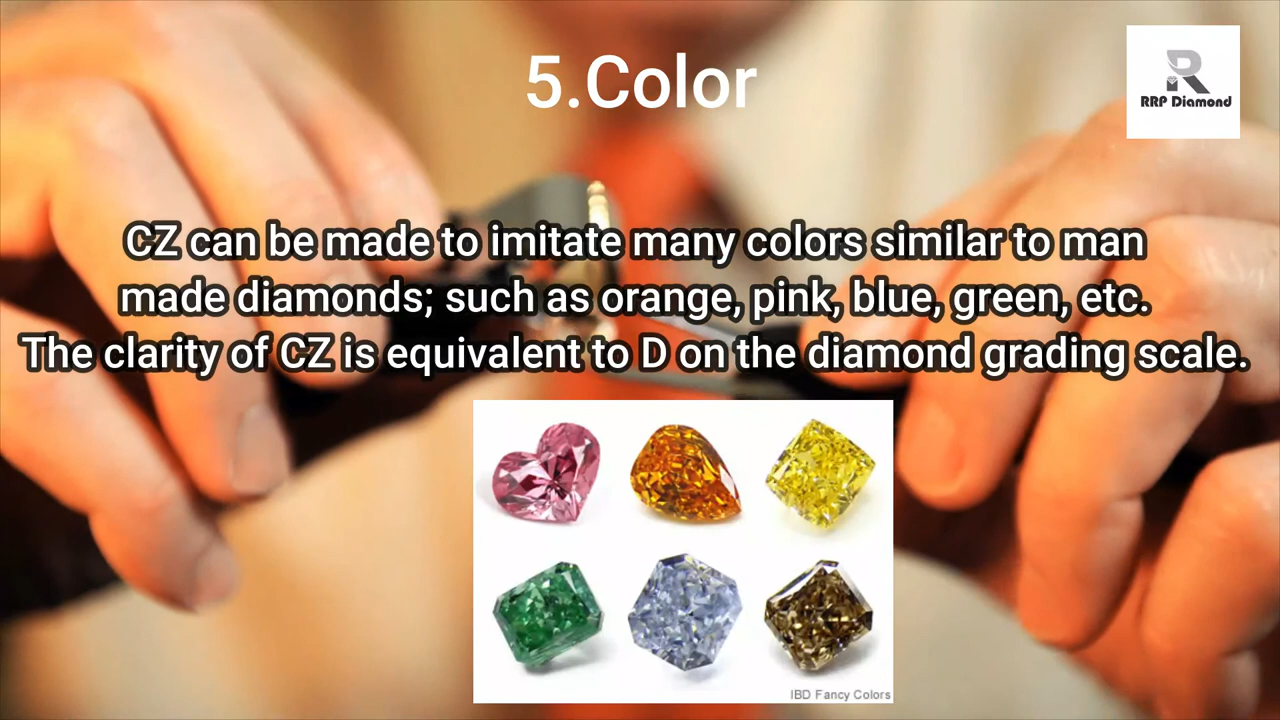 5.Color
RRP Diamond
CZ can be made to imitate many colors similar to man
made diamonds; such as orange, pink, blue, green, etc.
The clarity of CZ is equivalent to D on the diamond grading scale.
IBD Fancy Colors